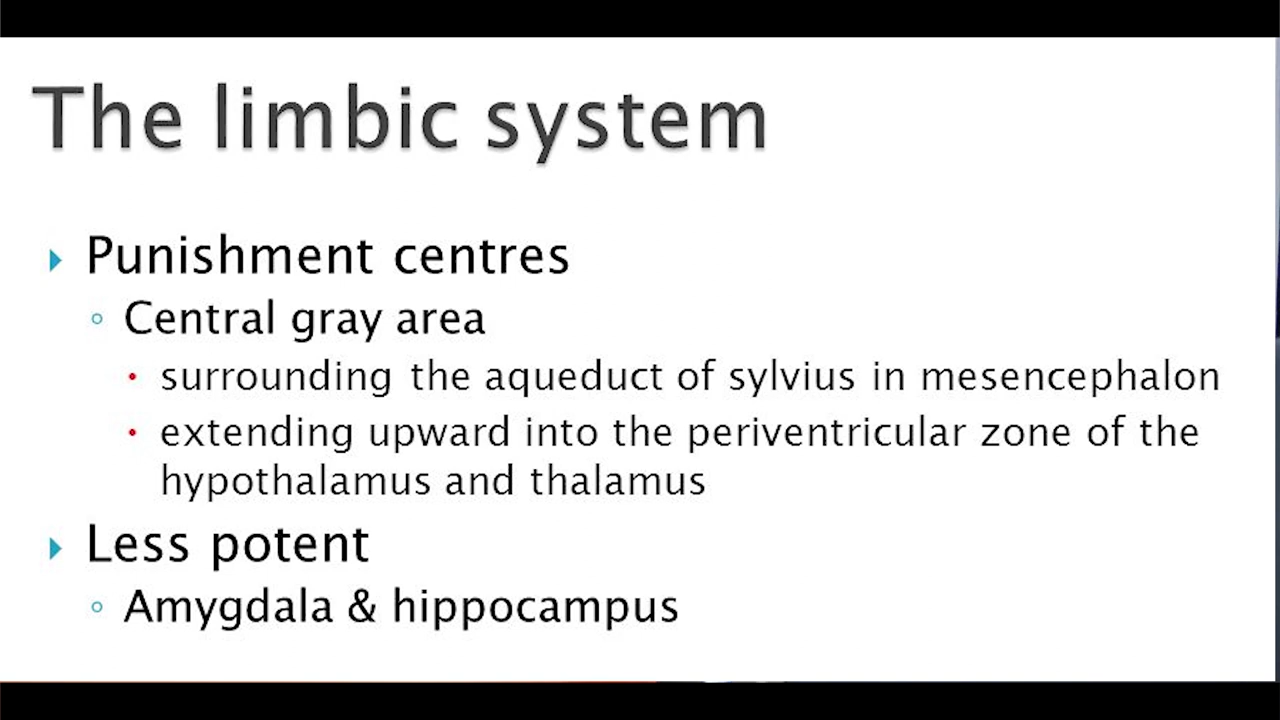 The limbic system
Punishment centres
Central gray area
surrounding the aqueduct of sylvius in mesencephalon
extending upward into the periventricular zone of the
hypothalamus and thalamus
Less potent
Amygdala & hippocampus